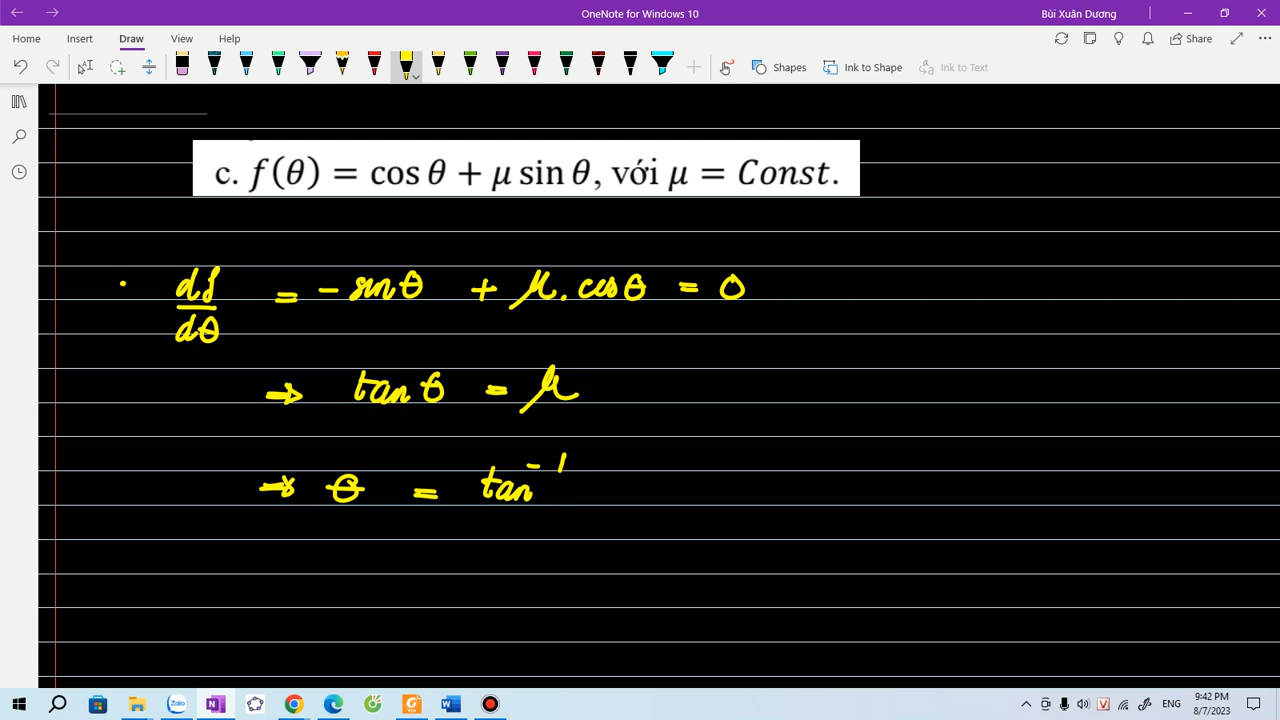 OneNote for Windows 10
Bùi Xuân Dương
Home Insert Draw View Help
Share
Shapes Ink to Shape Ink to Text
c. f(θ) = cos θ + μ sin θ, với μ = Const.
df/dθ = - sinθ + μ. cosθ = 0
⇒ tan θ = μ
→ θ = tan⁻¹
Zalo
W
V
ENG
9:42 PM
8/7/2023